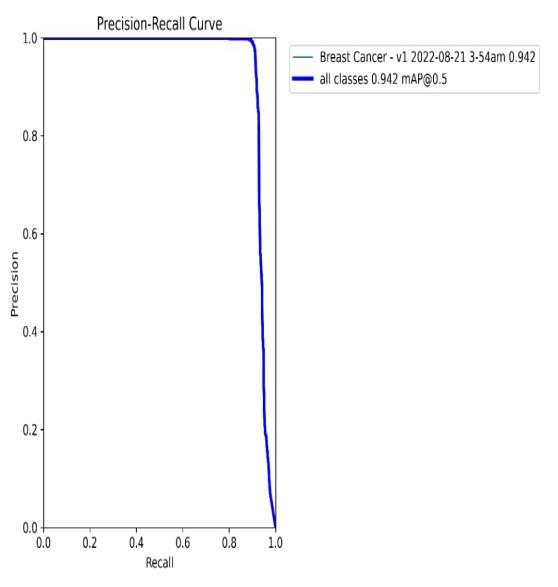 Precision-Recall Curve
Breast Cancer - v1 2022-08-21 3-54am 0.942
all classes 0.942 mAP@0.5
1.0
0.8
0.6
0.4
0.2
0.0
Precision
0.0 0.2 0.4 0.6 0.8 1.0
Recall